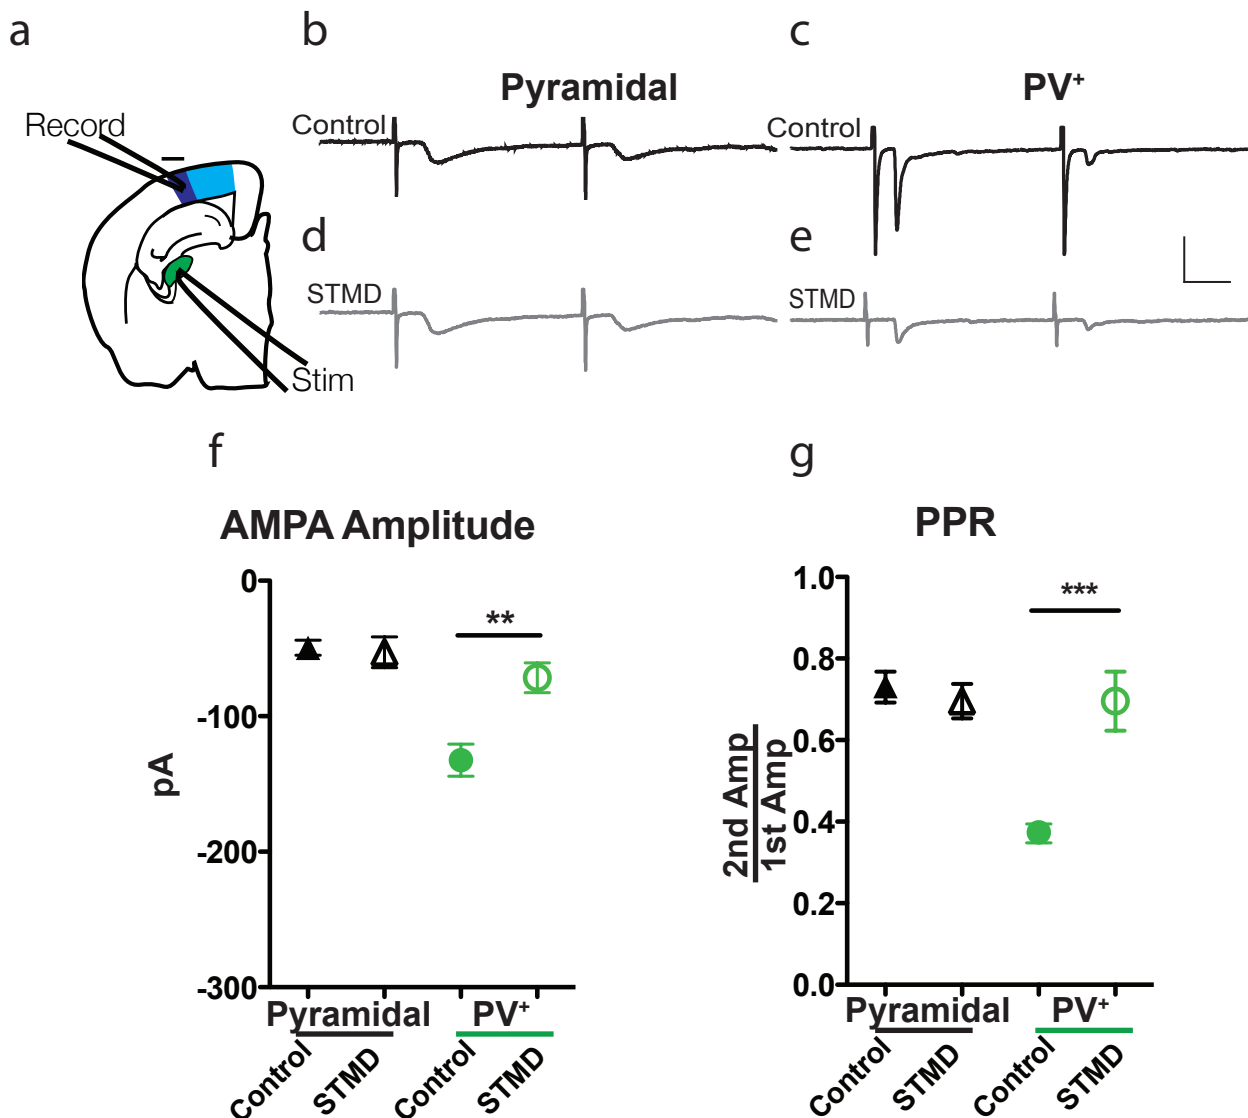 a
b
c
Pyramidal
PV⁺
Record
Control
Control
d
e
STMD
STMD
Stim
f
g
AMPA Amplitude
PPR
0
-100
-200
-300
pA
**
Pyramidal
PV⁺
Control
STMD
Control
STMD
1.0
0.8
0.6
0.4
0.2
0.0
2nd Amp
1st Amp
***
Pyramidal
PV⁺
Control
STMD
Control
STMD